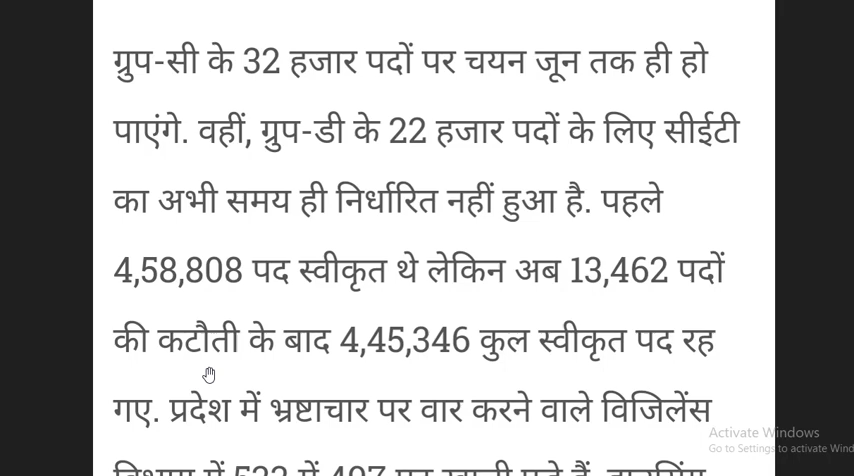 ग्रुप-सी के 32 हजार पदों पर चयन जून तक ही हो
पाएंगे. वहीं, ग्रुप-डी के 22 हजार पदों के लिए सीईटी
का अभी समय ही निर्धारित नहीं हुआ है. पहले
4,58,808 पद स्वीकृत थे लेकिन अब 13,462 पदों
की कटौती के बाद 4,45,346 कुल स्वीकृत पद रह
गए. प्रदेश में भ्रष्टाचार पर वार करने वाले विजिलेंस
Activate Windows
Go to Settings to activate Wind
में 532 में